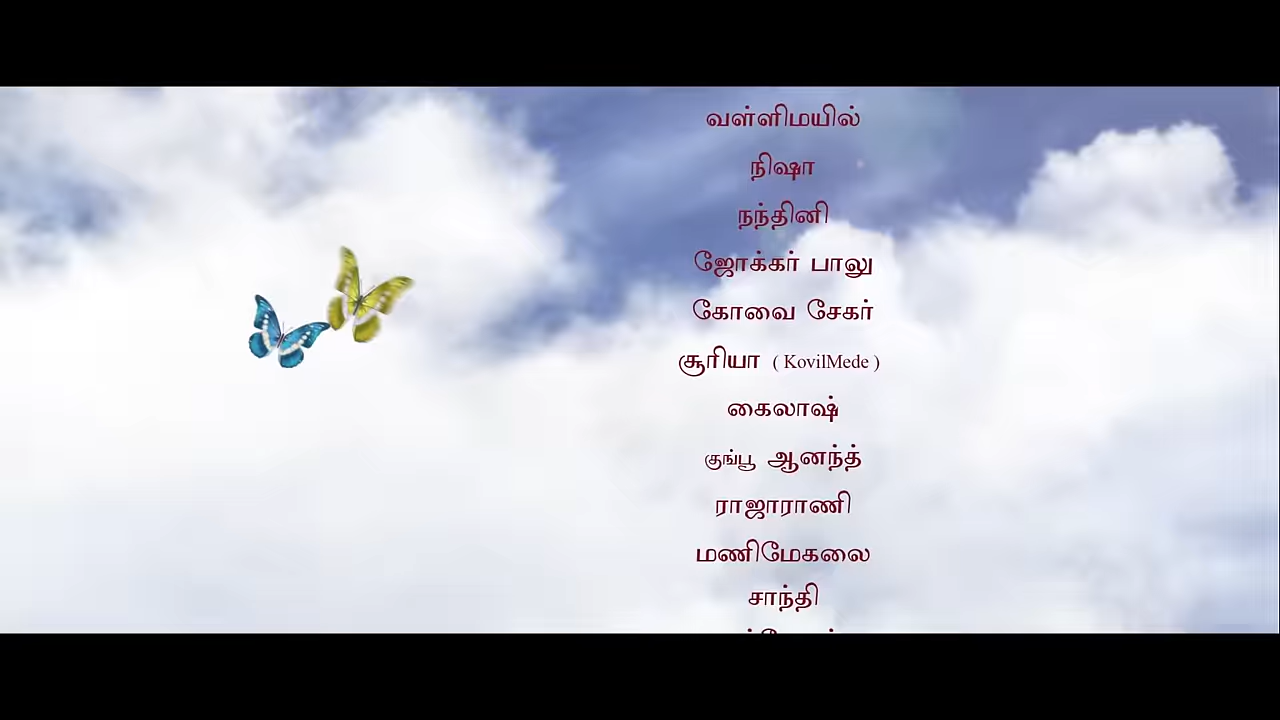 வள்ளிமயில்
நிஷா
நந்தினி
ஜோக்கர் பாலு
கோவை சேகர்
சூரியா ( KovilMede )
கைலாஷ்
குங்பூ ஆனந்த்
ராஜாராணி
மணிமேகலை
சாந்தி